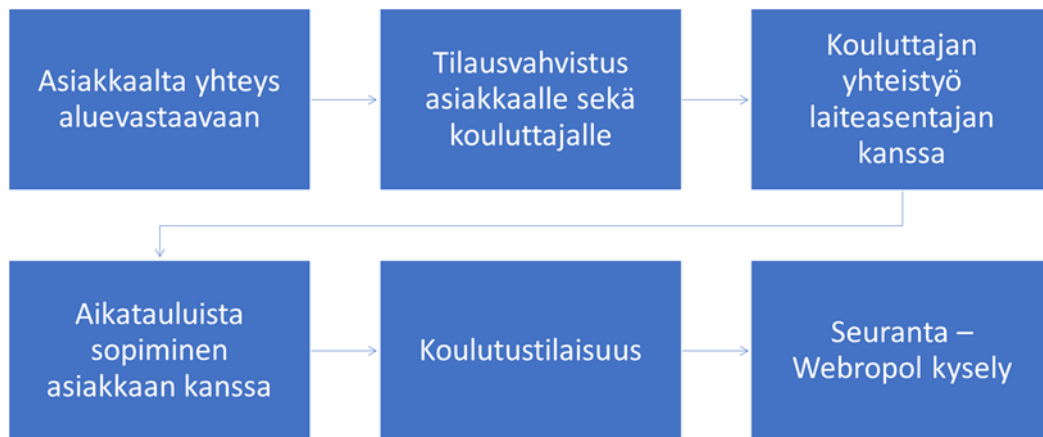 Asiakkaalta yhteys
aluevastaavaan
Tilausvahvistus
asiakkaalle sekä
kouluttajalle
Kouluttajan
yhteistyö
laiteasentajan
kanssa
Aikatauluista
sopiminen
asiakkaan kanssa
Koulutustilaisuus
Seuranta –
Webropol kysely